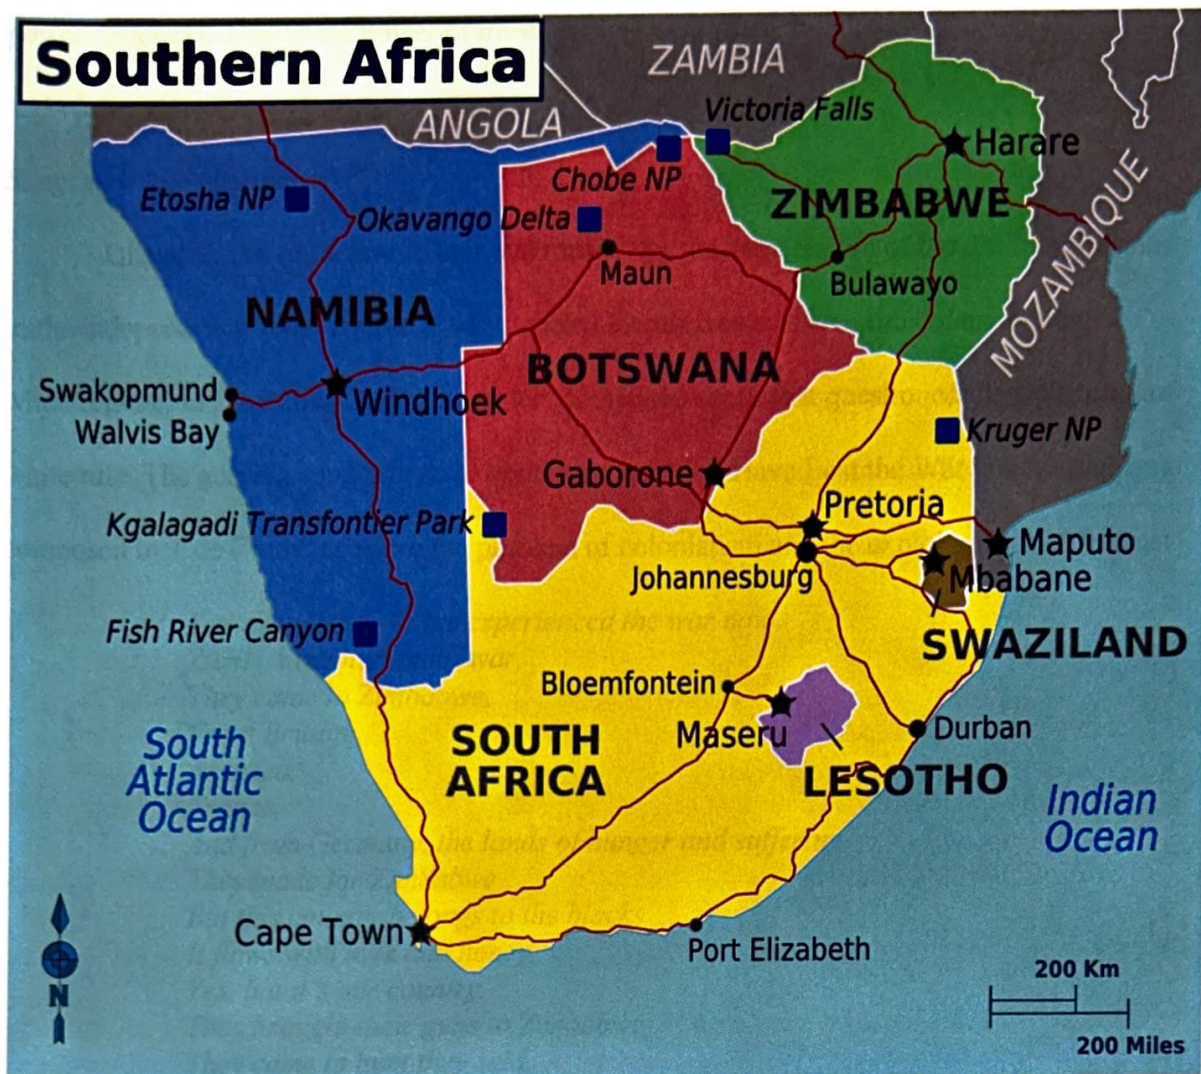 Southern Africa
ZAMBIA
ANGOLA
Victoria Falls
Harare
Chobe NP
Etosha NP
Okavango Delta
ZIMBABWE
MOZAMBIQUE
Maun
Bulawayo
NAMIBIA
BOTSWANA
Swakopmund
Windhoek
Walvis Bay
Kruger NP
Gaborone
Pretoria
Kgalagadi Transfontier Park
Maputo
Johannesburg
Mbabane
Fish River Canyon
SWAZILAND
Bloemfontein
Maseru
Durban
SOUTH
AFRICA
LESOTHO
South
Atlantic
Ocean
Indian
Ocean
Cape Town
Port Elizabeth
N
200 Km
200 Miles